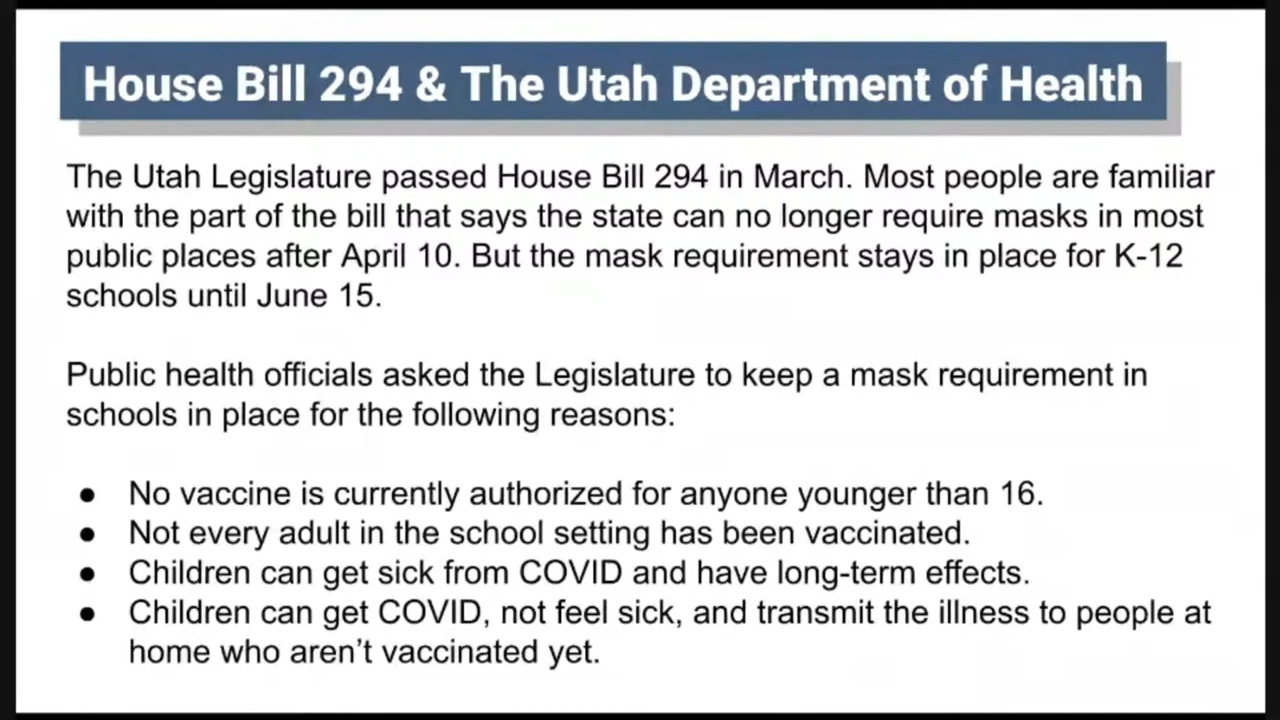 House Bill 294 & The Utah Department of Health
The Utah Legislature passed House Bill 294 in March. Most people are familiar
with the part of the bill that says the state can no longer require masks in most
public places after April 10. But the mask requirement stays in place for K-12
schools until June 15.
Public health officials asked the Legislature to keep a mask requirement in
schools in place for the following reasons:
● No vaccine is currently authorized for anyone younger than 16.
● Not every adult in the school setting has been vaccinated.
● Children can get sick from COVID and have long-term effects.
● Children can get COVID, not feel sick, and transmit the illness to people at
home who aren’t vaccinated yet.